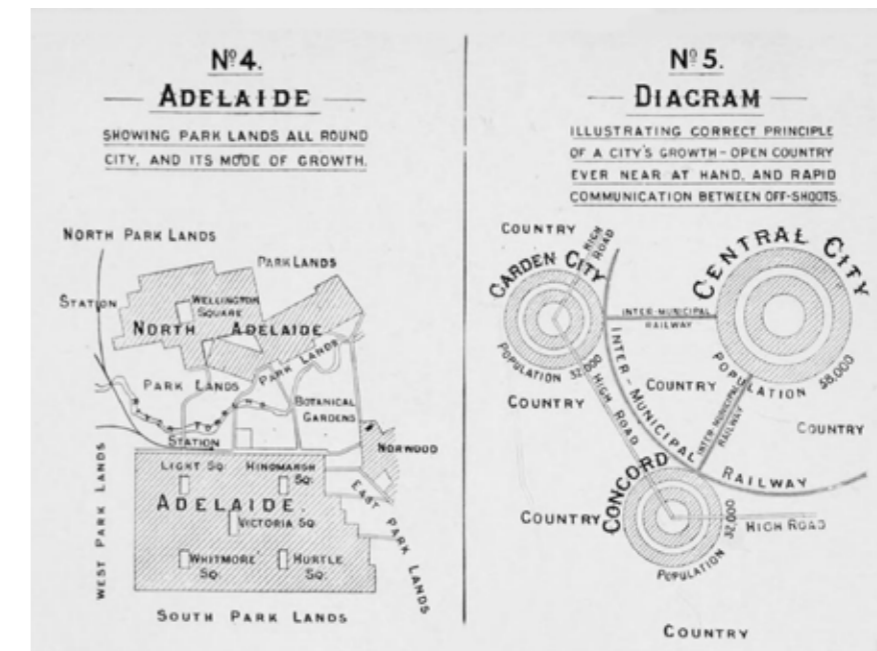 Nº 4.
ADELAIDE
SHOWING PARK LANDS ALL ROUND
CITY, AND ITS MODE OF GROWTH.
NORTH PARK LANDS
PARK LANDS
STATION
WELLINGTON
SQUARE
NORTH ADELAIDE
PARK LANDS
PARK LANDS
BOTANICAL
GARDENS
STATION
NORWOOD
LIGHT SQ:
HINDMARSH
SQ:
ADELAIDE.
VICTORIA SQ:
WHITMORE
SQ:
HURTLE
SQ:
WEST PARK LANDS
EAST PARK LANDS
SOUTH PARK LANDS
Nº 5.
DIAGRAM
ILLUSTRATING CORRECT PRINCIPLE
OF A CITY'S GROWTH - OPEN COUNTRY
EVER NEAR AT HAND, AND RAPID
COMMUNICATION BETWEEN OFF-SHOOTS.
COUNTRY
HIGH
ROAD
GARDEN CITY
CENTRAL CITY
INTER-MUNICIPAL
RAILWAY
POPULATION 32,000
POPULATION 58,000
COUNTRY
COUNTRY
HIGH ROAD
INTER-MUNICIPAL RAILWAY
INTER-MUNICIPAL
RAILWAY
COUNTRY
CONCORD
COUNTRY
HIGH ROAD
POPULATION 32,000
COUNTRY